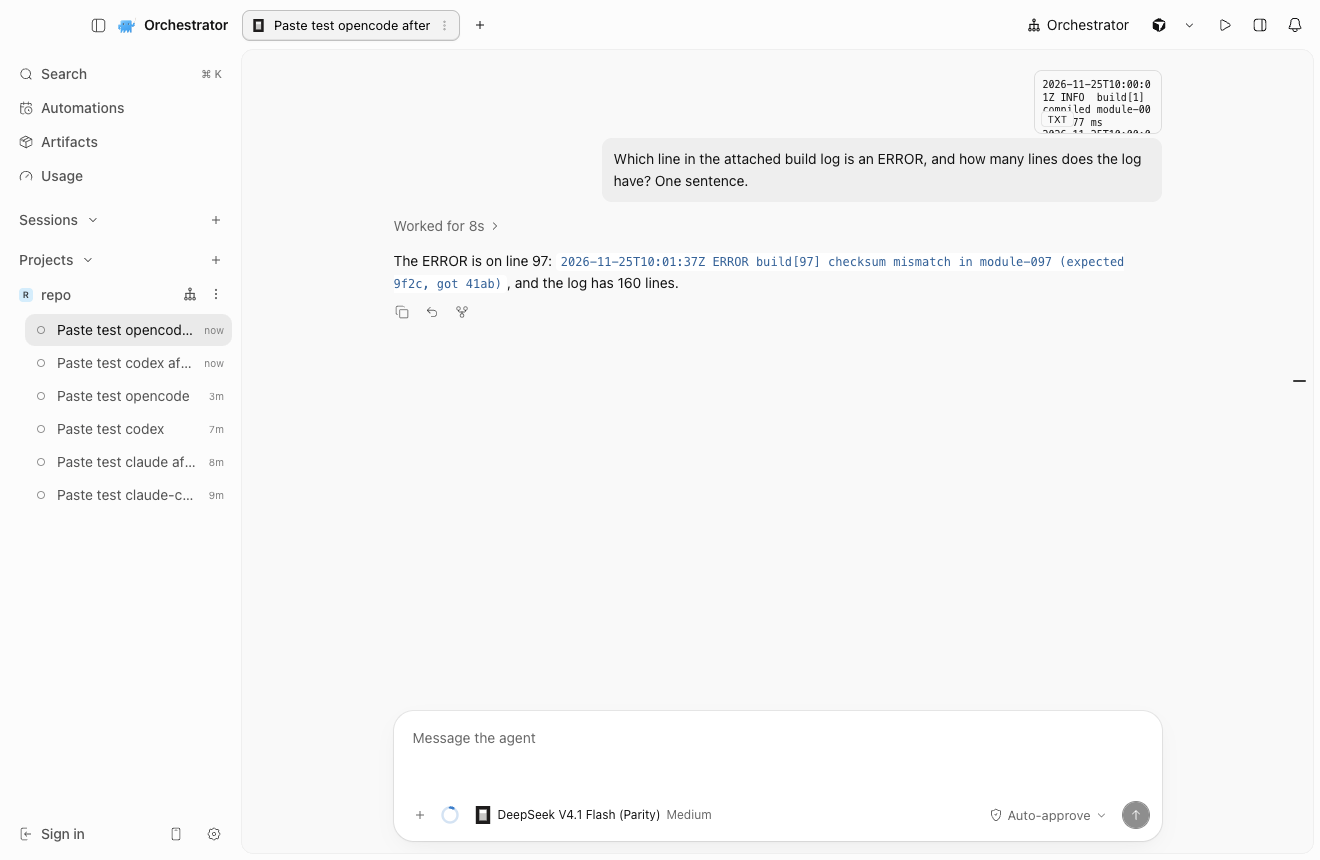 Orchestrator
Paste test opencode after
Orchestrator
Search
⌘ K
Automations
Artifacts
Usage
Sessions
Projects
R repo
Paste test opencod... now
Paste test codex af... now
Paste test opencode 3m
Paste test codex 7m
Paste test claude af... 8m
Paste test claude-c... 9m
Sign in
2026-11-25T10:00:0
1Z INFO build[1]
compiled module-00
TXT 77 ms
2026-11-25T10:00:0
Which line in the attached build log is an ERROR, and how many lines does the log
have? One sentence.
Worked for 8s
The ERROR is on line 97: 2026-11-25T10:01:37Z ERROR build[97] checksum mismatch in module-097 (expected
9f2c, got 41ab) , and the log has 160 lines.
Message the agent
DeepSeek V4.1 Flash (Parity) Medium
Auto-approve